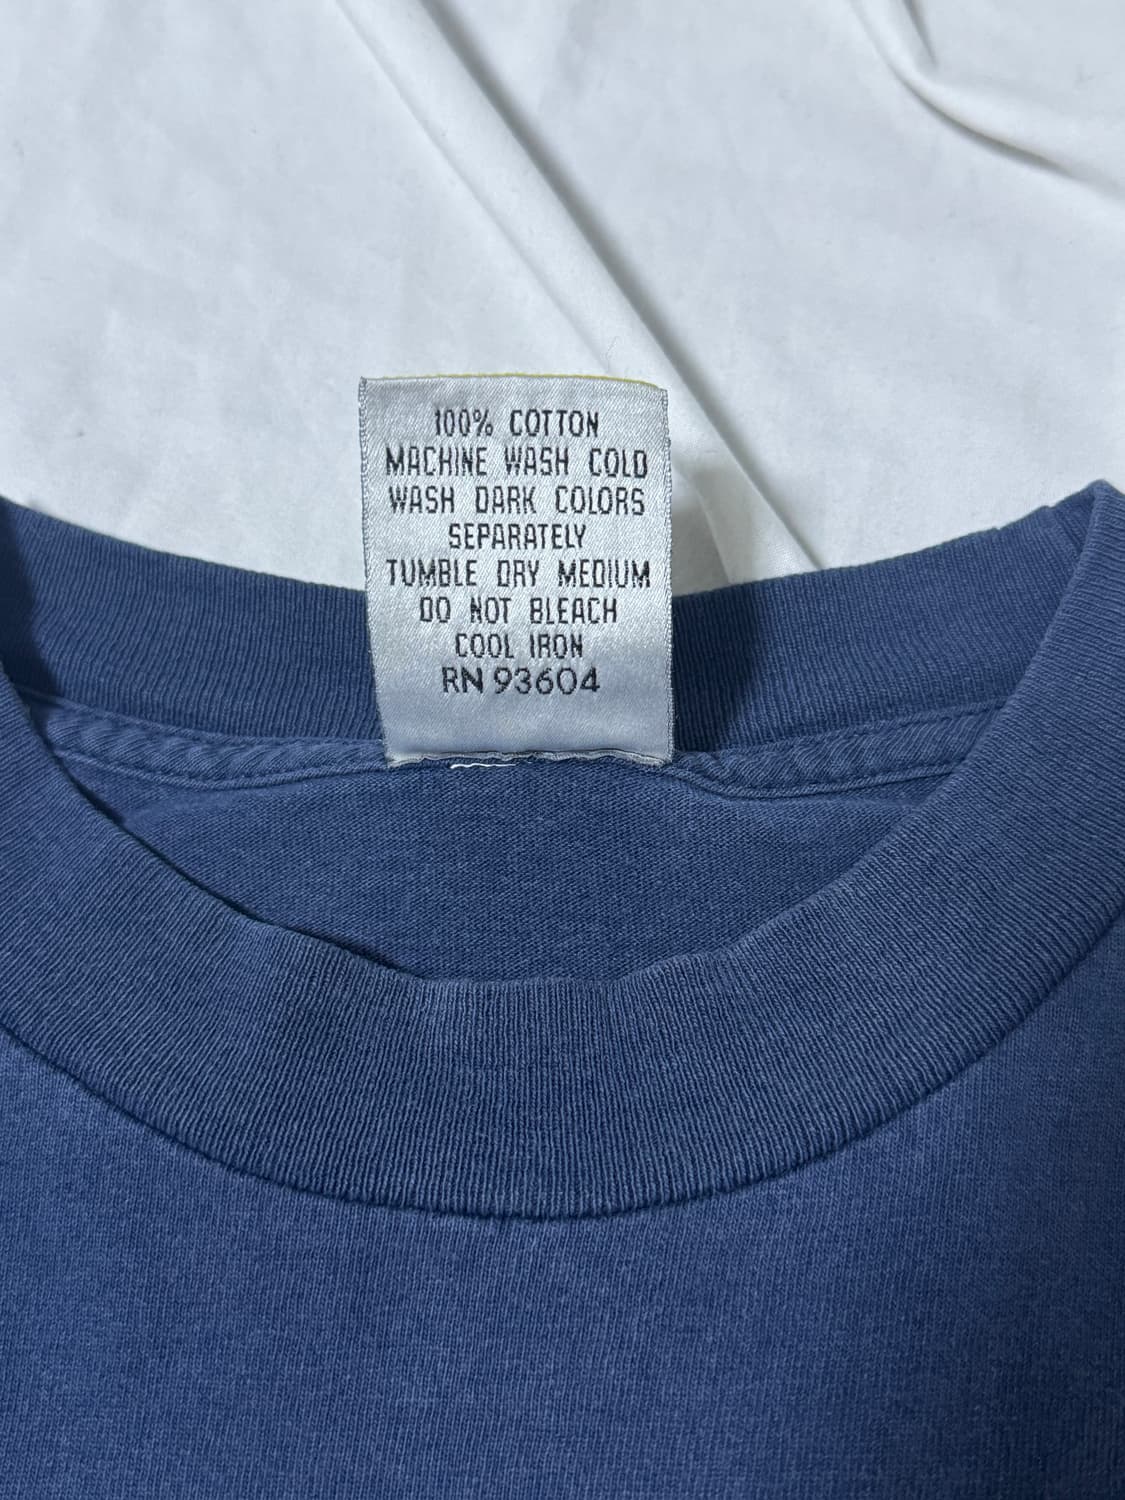 100% COTTON
MACHINE WASH COLD
WASH DARK COLORS
SEPARATELY
TUMBLE DRY MEDIUM
DO NOT BLEACH
COOL IRON
RN 93604